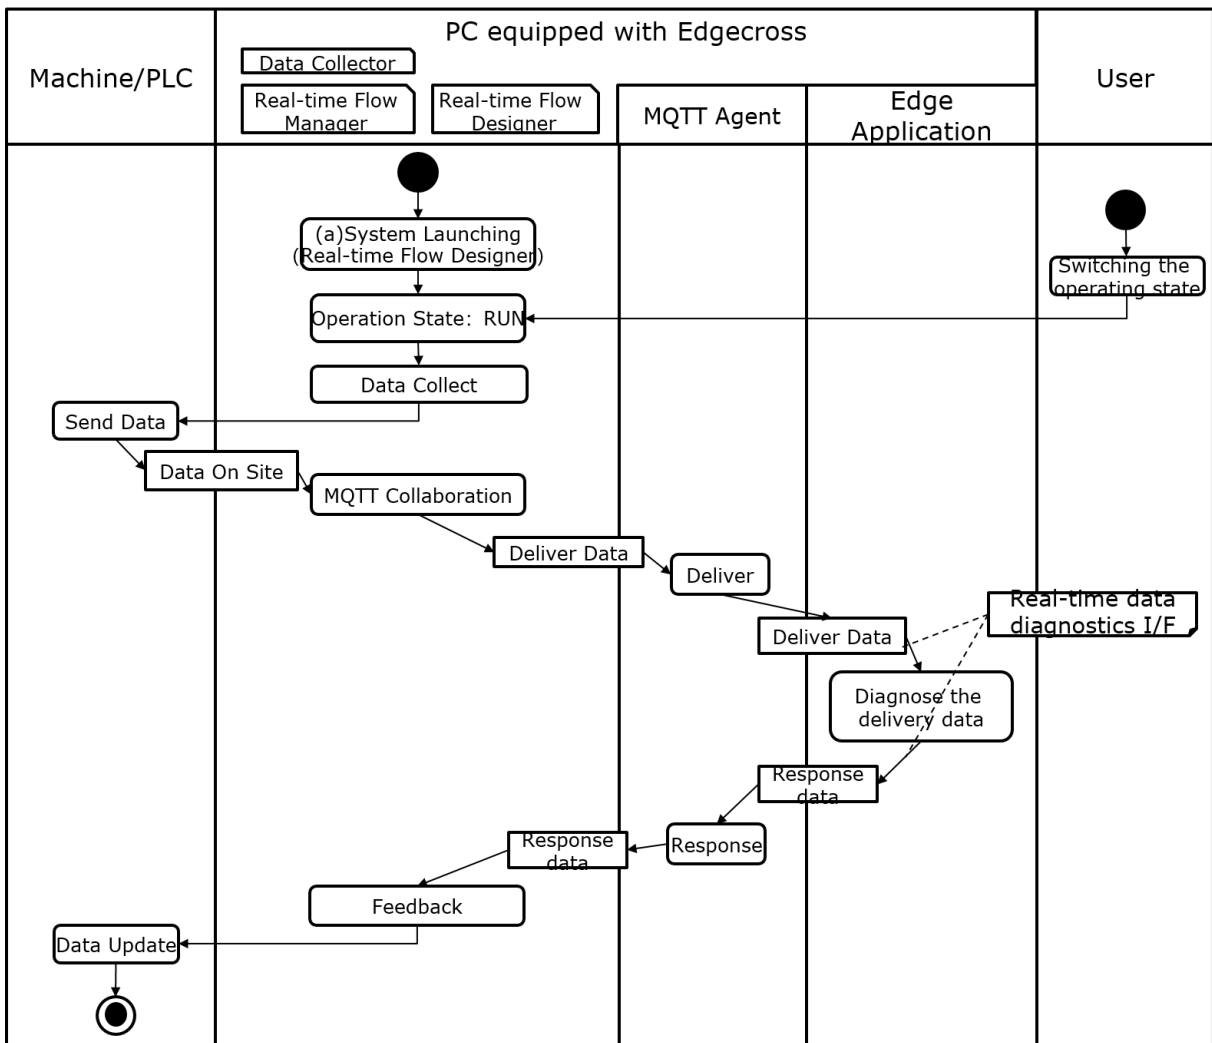 PC equipped with Edgecross
Machine/PLC
Data Collector
Real-time Flow
Manager
Real-time Flow
Designer
MQTT Agent
Edge
Application
User
(a)System Launching
(Real-time Flow Designer)
Switching the
operating state
Operation State: RUN
Data Collect
Send Data
Data On Site
MQTT Collaboration
Deliver Data
Deliver
Real-time data
diagnostics I/F
Deliver Data
Diagnose the
delivery data
Response
data
Response
Response
data
Feedback
Data Update